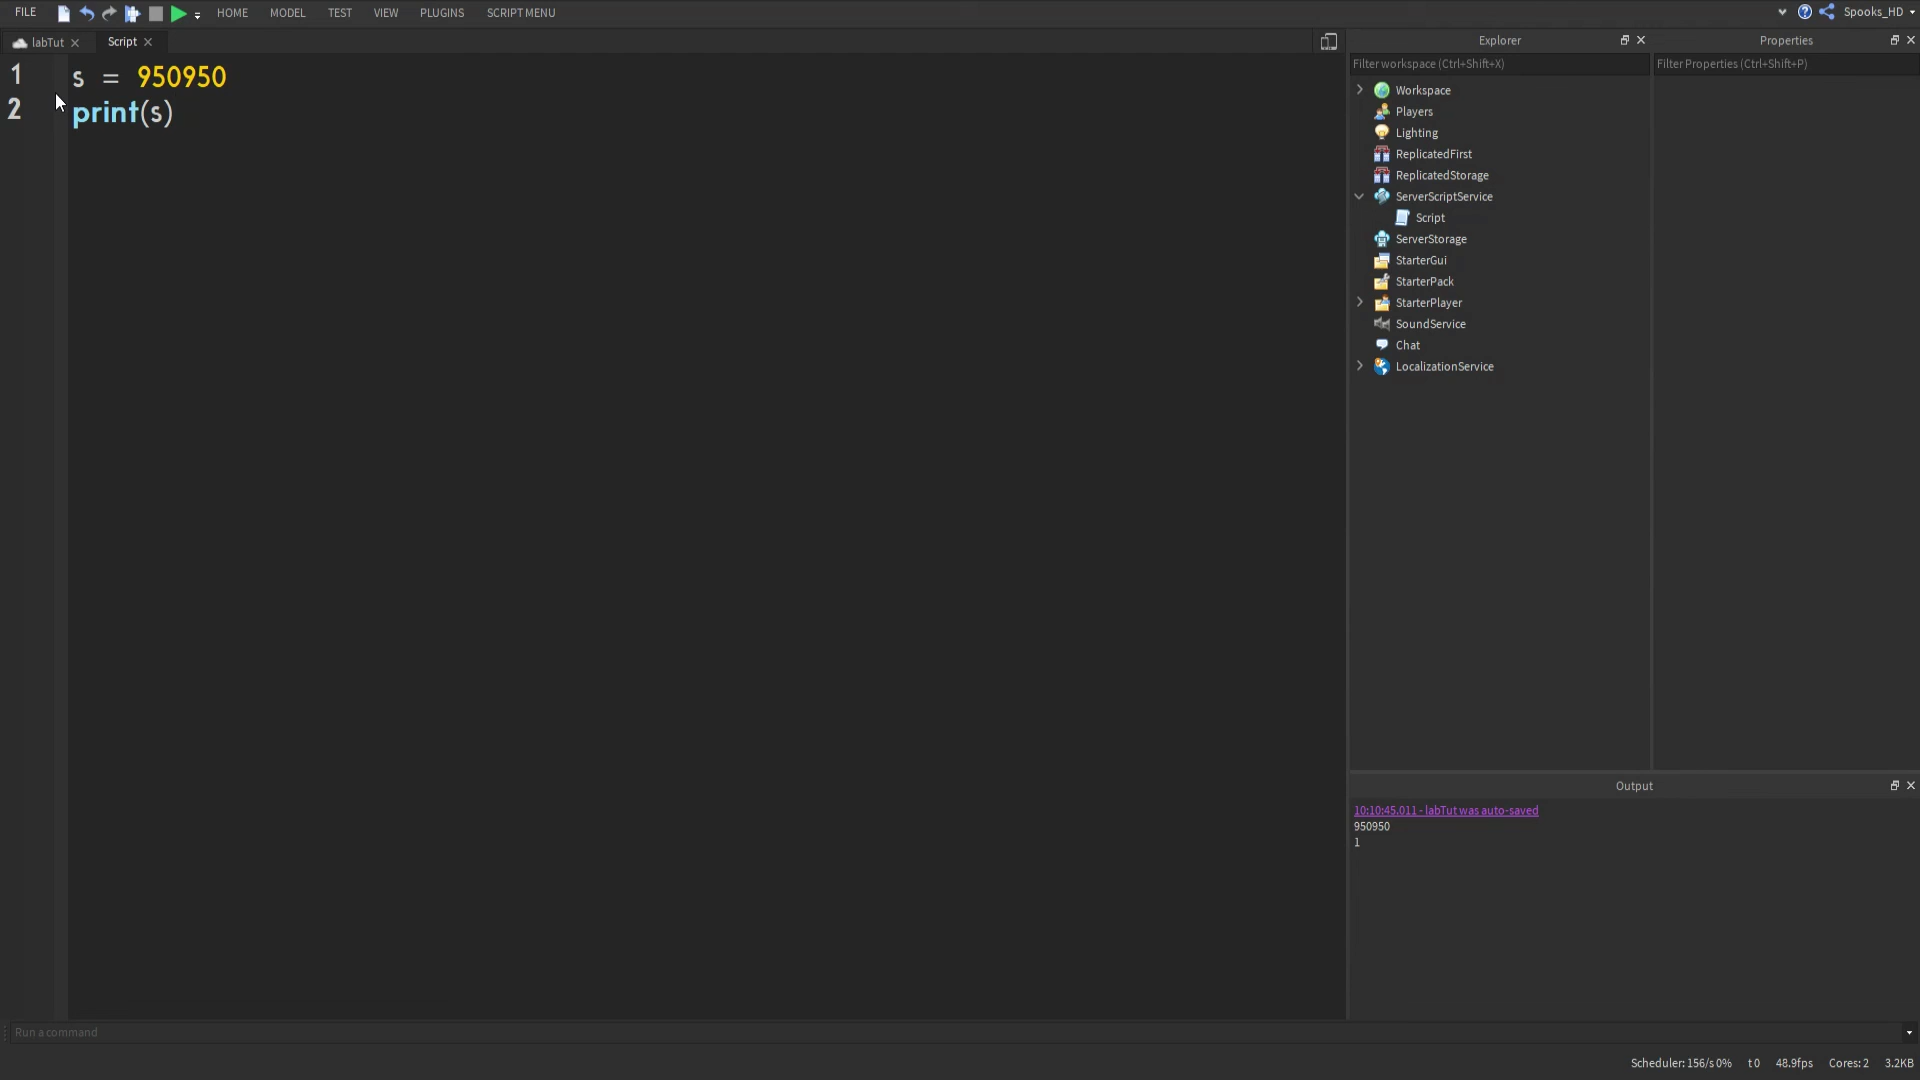 FILE HOME MODEL TEST VIEW PLUGINS SCRIPT MENU Spooks_HD
labTut Script
1 s = 950950
2 print(s)
Explorer
Filter workspace (Ctrl+Shift+X)
Workspace
Players
Lighting
ReplicatedFirst
ReplicatedStorage
ServerScriptService
Script
ServerStorage
StarterGui
StarterPack
StarterPlayer
SoundService
Chat
LocalizationService
Properties
Filter Properties (Ctrl+Shift+P)
Output
10:10:45.011 - labTut was auto-saved
950950
1
Run a command
Scheduler: 156/s 0% t 0 48.9fps Cores: 2 3.2KB